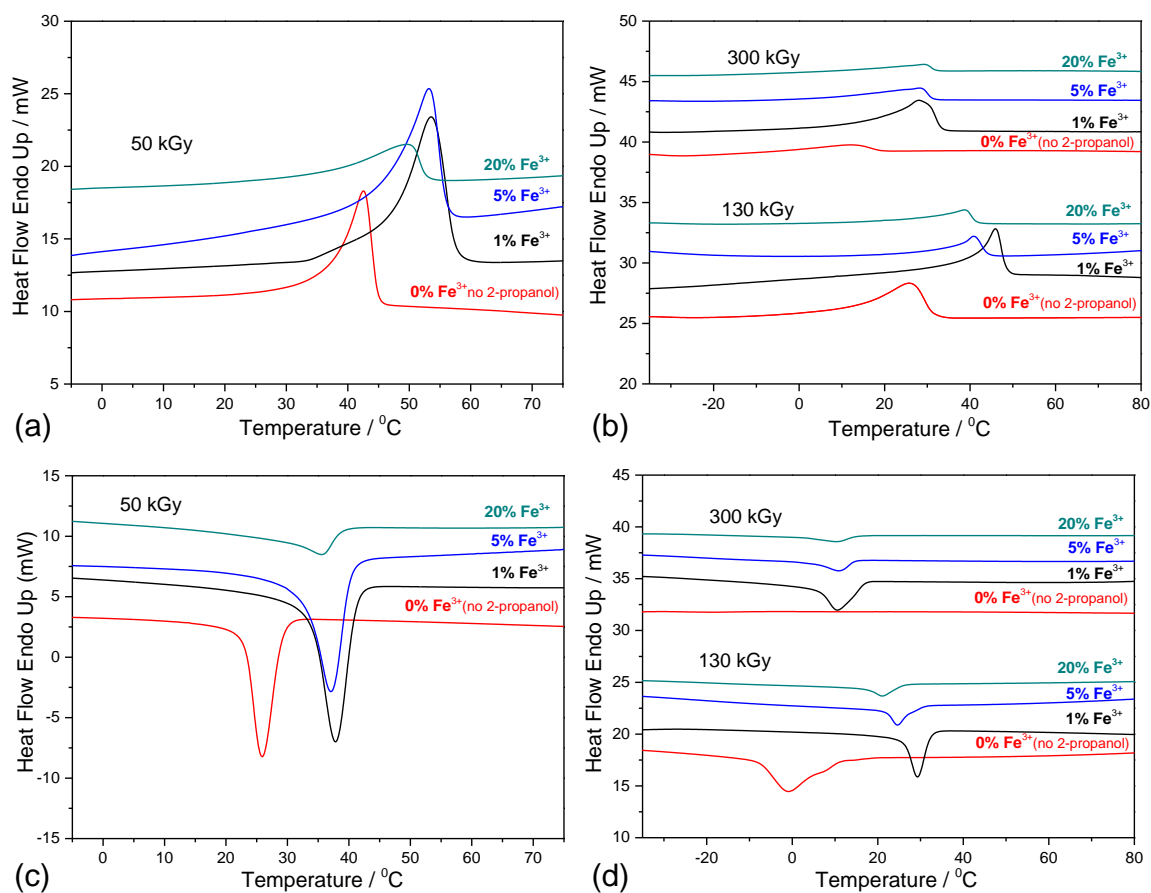 30
25
20
15
10
5
Heat Flow Endo Up / mW
50 kGy
20% Fe³⁺
5% Fe³⁺
1% Fe³⁺
0% Fe³⁺no 2-propanol)
0 10 20 30 40 50 60 70
Temperature / ⁰C
(a)
50
45
40
35
30
25
20
Heat Flow Endo Up / mW
300 kGy
20% Fe³⁺
5% Fe³⁺
1% Fe³⁺
0% Fe³⁺(no 2-propanol)
130 kGy
20% Fe³⁺
5% Fe³⁺
1% Fe³⁺
0% Fe³⁺(no 2-propanol)
-20 0 20 40 60 80
Temperature / ⁰C
(b)
15
10
5
0
-5
-10
-15
Heat Flow Endo Up (mW)
50 kGy
20% Fe³⁺
5% Fe³⁺
1% Fe³⁺
0% Fe³⁺(no 2-propanol)
0 10 20 30 40 50 60 70
Temperature / ⁰C
(c)
45
40
35
30
25
20
15
10
Heat Flow Endo Up / mW
300 kGy
20% Fe³⁺
5% Fe³⁺
1% Fe³⁺
0% Fe³⁺(no 2-propanol)
130 kGy
20% Fe³⁺
5% Fe³⁺
1% Fe³⁺
0% Fe³⁺(no 2-propanol)
-20 0 20 40 60 80
Temperature / ⁰C
(d)